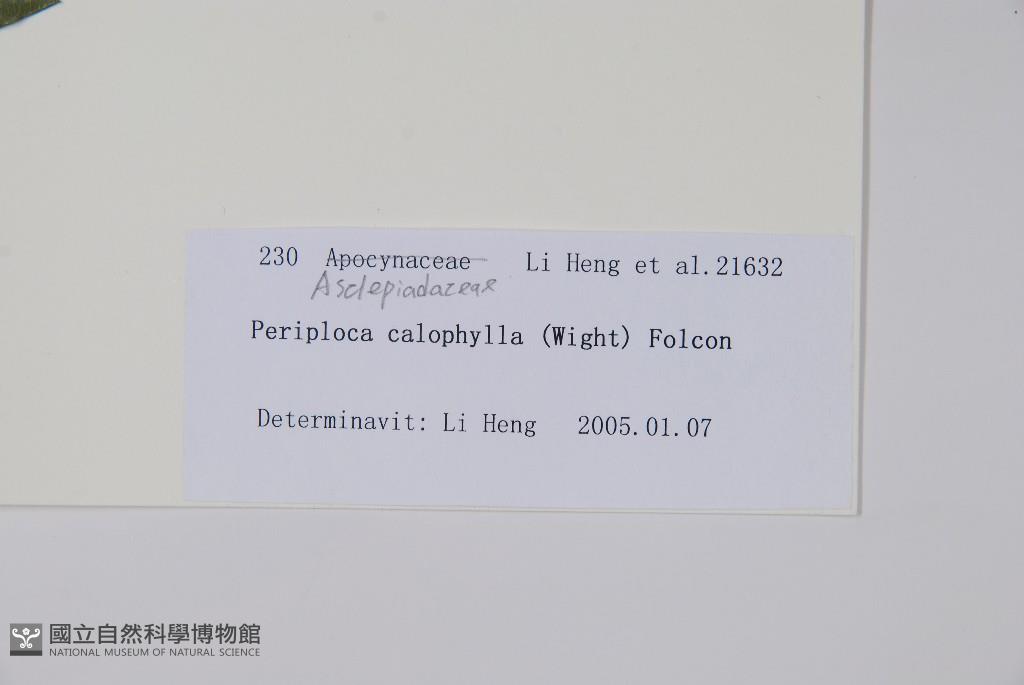 230 Apocynaceae Li Heng et al.21632
Asclepiadaceae
Periploca calophylla (Wight) Folcon
Determinavit: Li Heng 2005.01.07
國立自然科學博物館
NATIONAL MUSEUM OF NATURAL SCIENCE